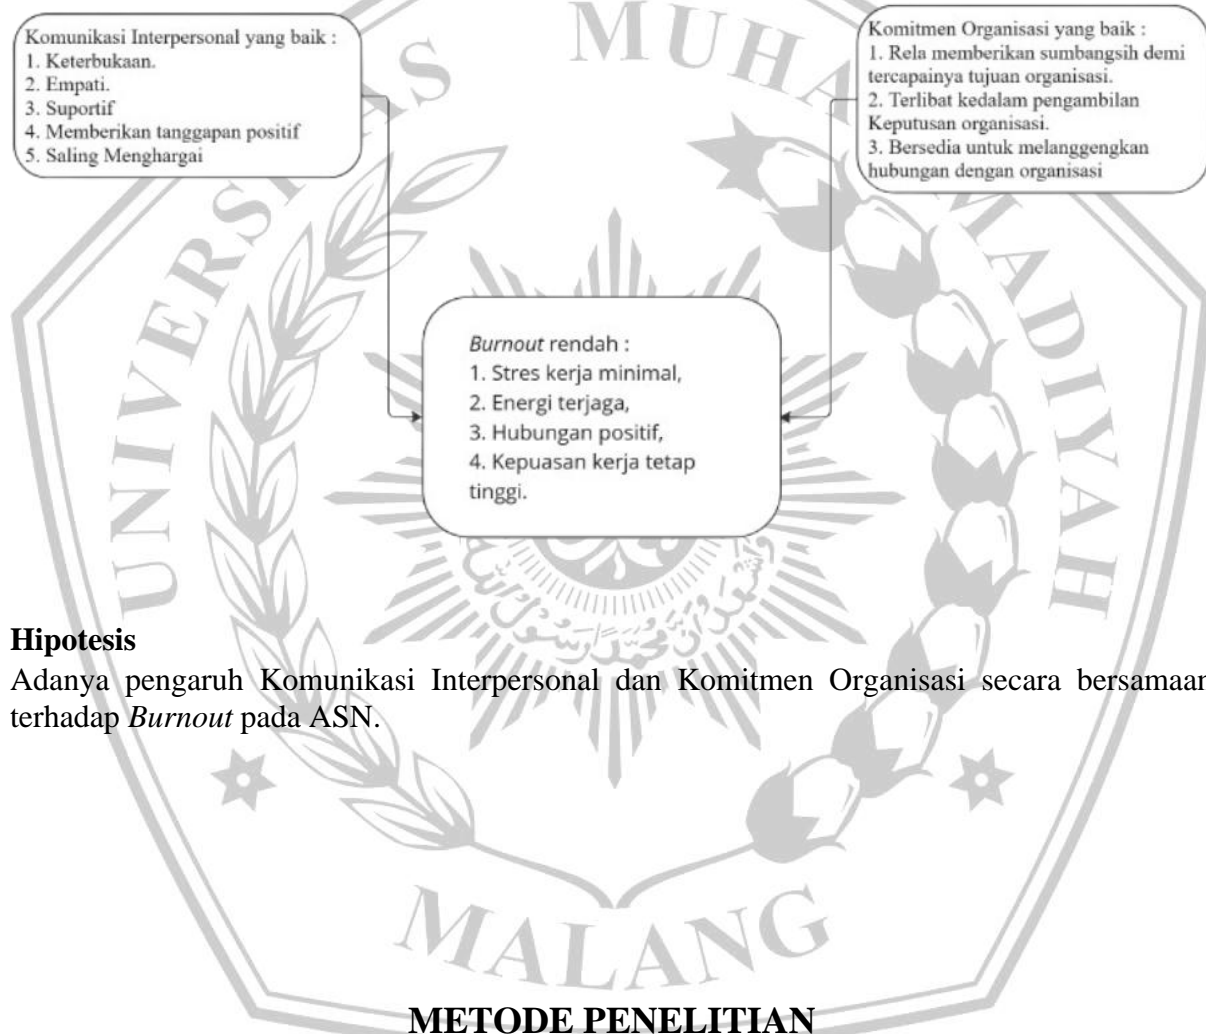 Komunikasi Interpersonal yang baik :
1. Keterbukaan.
2. Empati.
3. Suportif
4. Memberikan tanggapan positif
5. Saling Menghargai
Komitmen Organisasi yang baik :
1. Rela memberikan sumbangsih demi
tercapainya tujuan organisasi.
2. Terlibat kedalam pengambilan
Keputusan organisasi.
3. Bersedia untuk melanggengkan
hubungan dengan organisasi
Burnout rendah :
1. Stres kerja minimal,
2. Energi terjaga,
3. Hubungan positif,
4. Kepuasan kerja tetap
tinggi.
Hipotesis
Adanya pengaruh Komunikasi Interpersonal dan Komitmen Organisasi secara bersamaan
terhadap Burnout pada ASN.
METODE PENELITIAN
UNIVERSITAS MUHAMMADIYAH
MALANG